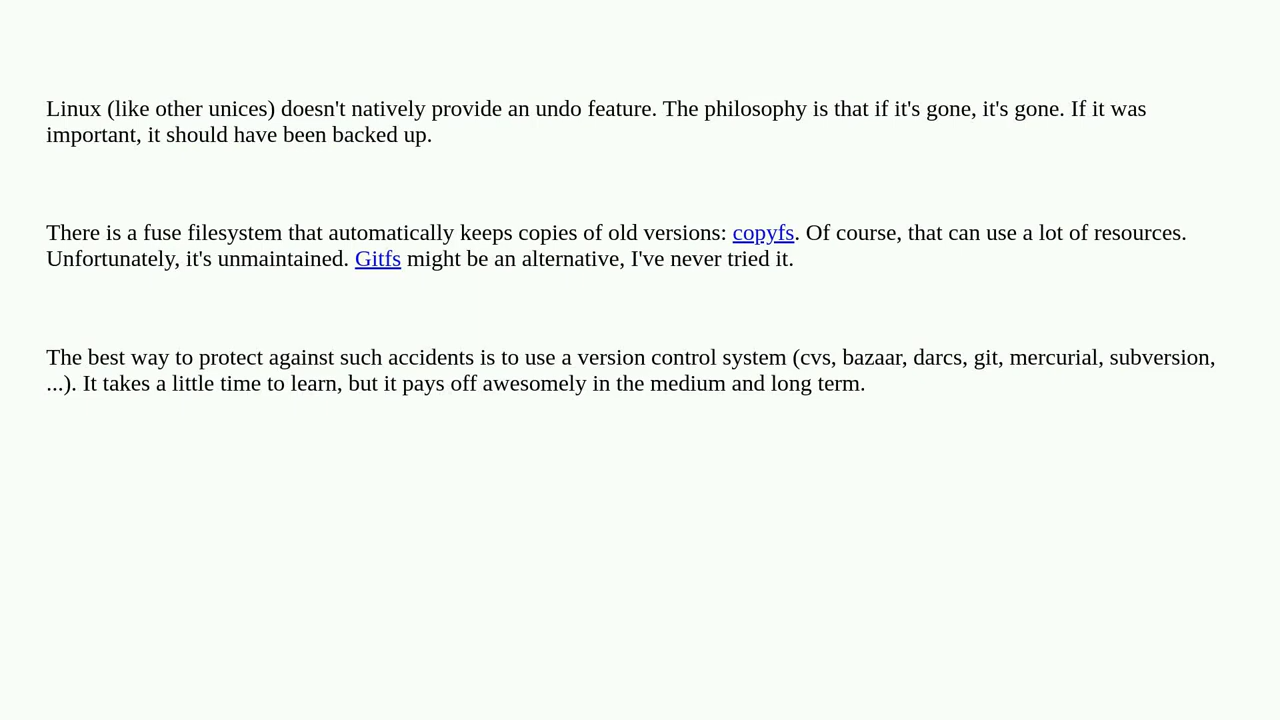 Linux (like other unices) doesn't natively provide an undo feature. The philosophy is that if it's gone, it's gone. If it was
important, it should have been backed up.
There is a fuse filesystem that automatically keeps copies of old versions: copyfs. Of course, that can use a lot of resources.
Unfortunately, it's unmaintained. Gitfs might be an alternative, I've never tried it.
The best way to protect against such accidents is to use a version control system (cvs, bazaar, darcs, git, mercurial, subversion,
...). It takes a little time to learn, but it pays off awesomely in the medium and long term.